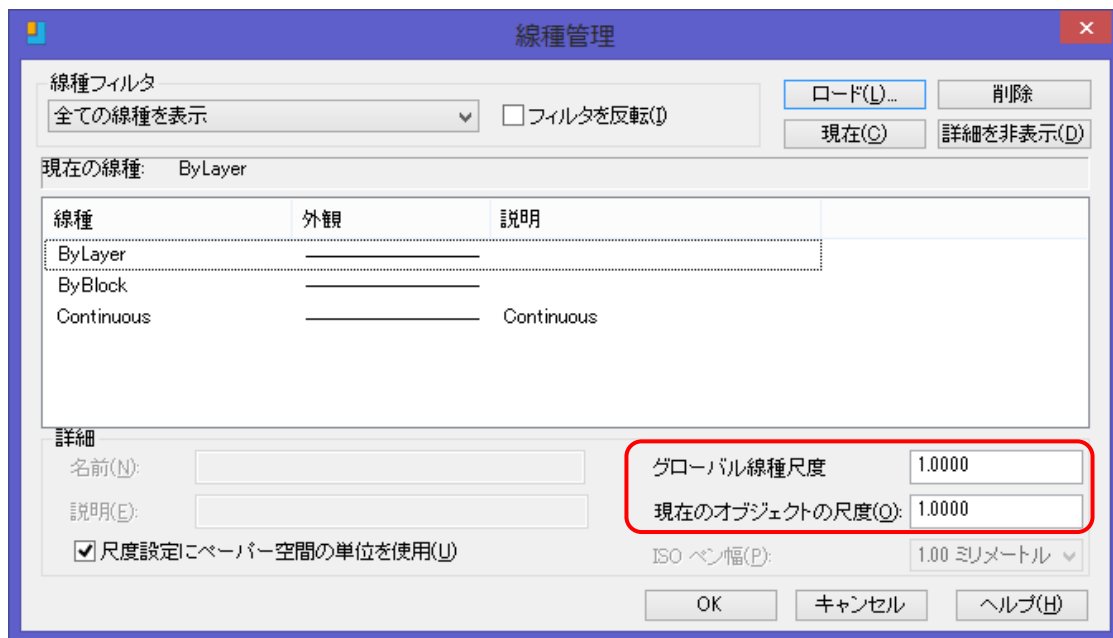 線種管理
線種フィルタ
全ての線種を表示
フィルタを反転(I)
ロード(L)...
削除
現在(C)
詳細を非表示(D)
現在の線種: ByLayer
線種 外観 説明
ByLayer
ByBlock
Continuous Continuous
詳細
名前(N):
説明(E):
尺度設定にペーパー空間の単位を使用(U)
グローバル線種尺度 1.0000
現在のオブジェクトの尺度(O): 1.0000
ISO ペン幅(P): 1.00 ミリメートル
OK キャンセル ヘルプ(H)